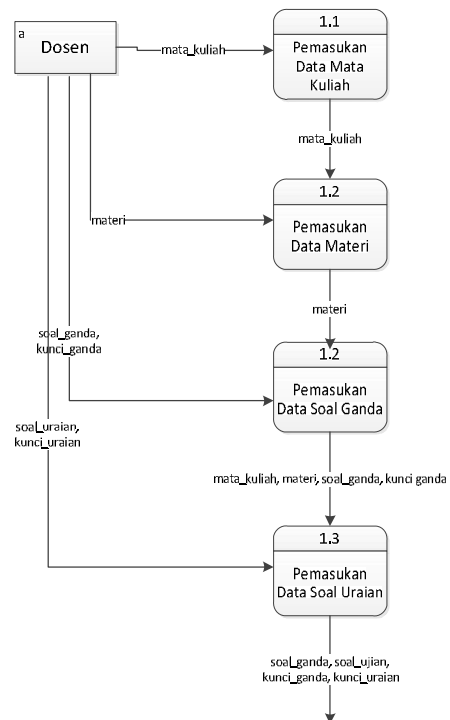 a
Dosen
mata_kuliah
1.1
Pemasukan
Data Mata
Kuliah
mata_kuliah
materi
1.2
Pemasukan
Data Materi
materi
soal_ganda,
kunci_ganda
1.2
Pemasukan
Data Soal Ganda
soal_uraian,
kunci_uraian
mata_kuliah, materi, soal_ganda, kunci ganda
1.3
Pemasukan
Data Soal Uraian
soal_ganda, soal_ujian,
kunci_ganda, kunci_uraian